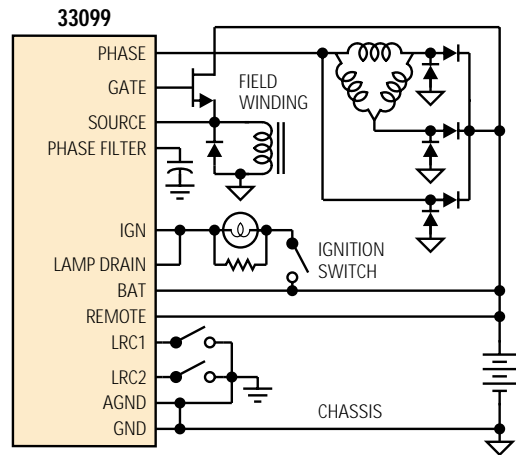 33099
PHASE
GATE
SOURCE
PHASE FILTER
FIELD
WINDING
IGN
LAMP DRAIN
IGNITION
SWITCH
BAT
REMOTE
LRC1
LRC2
AGND
GND
CHASSIS